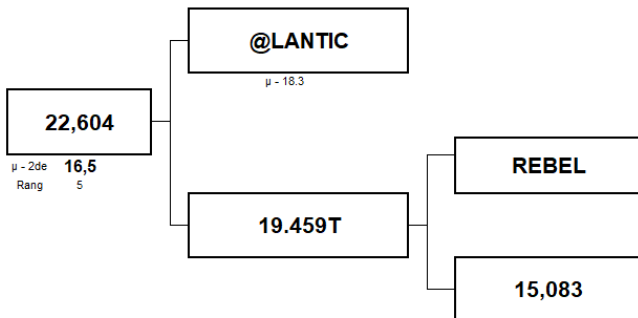 @LANTIC
µ - 18.3
22,604
µ - 2de 16,5
Rang 5
REBEL
19.459T
15,083